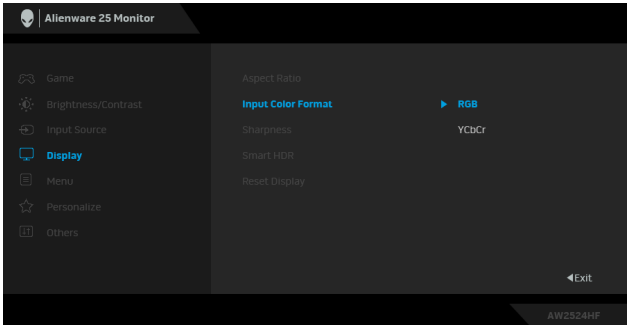 Alienware 25 Monitor
Game
Brightness/Contrast
Input Source
Display
Menu
Personalize
Others
Aspect Ratio
Input Color Format
RGB
Sharpness
YCbCr
Smart HDR
Reset Display
Exit
AW2524HF